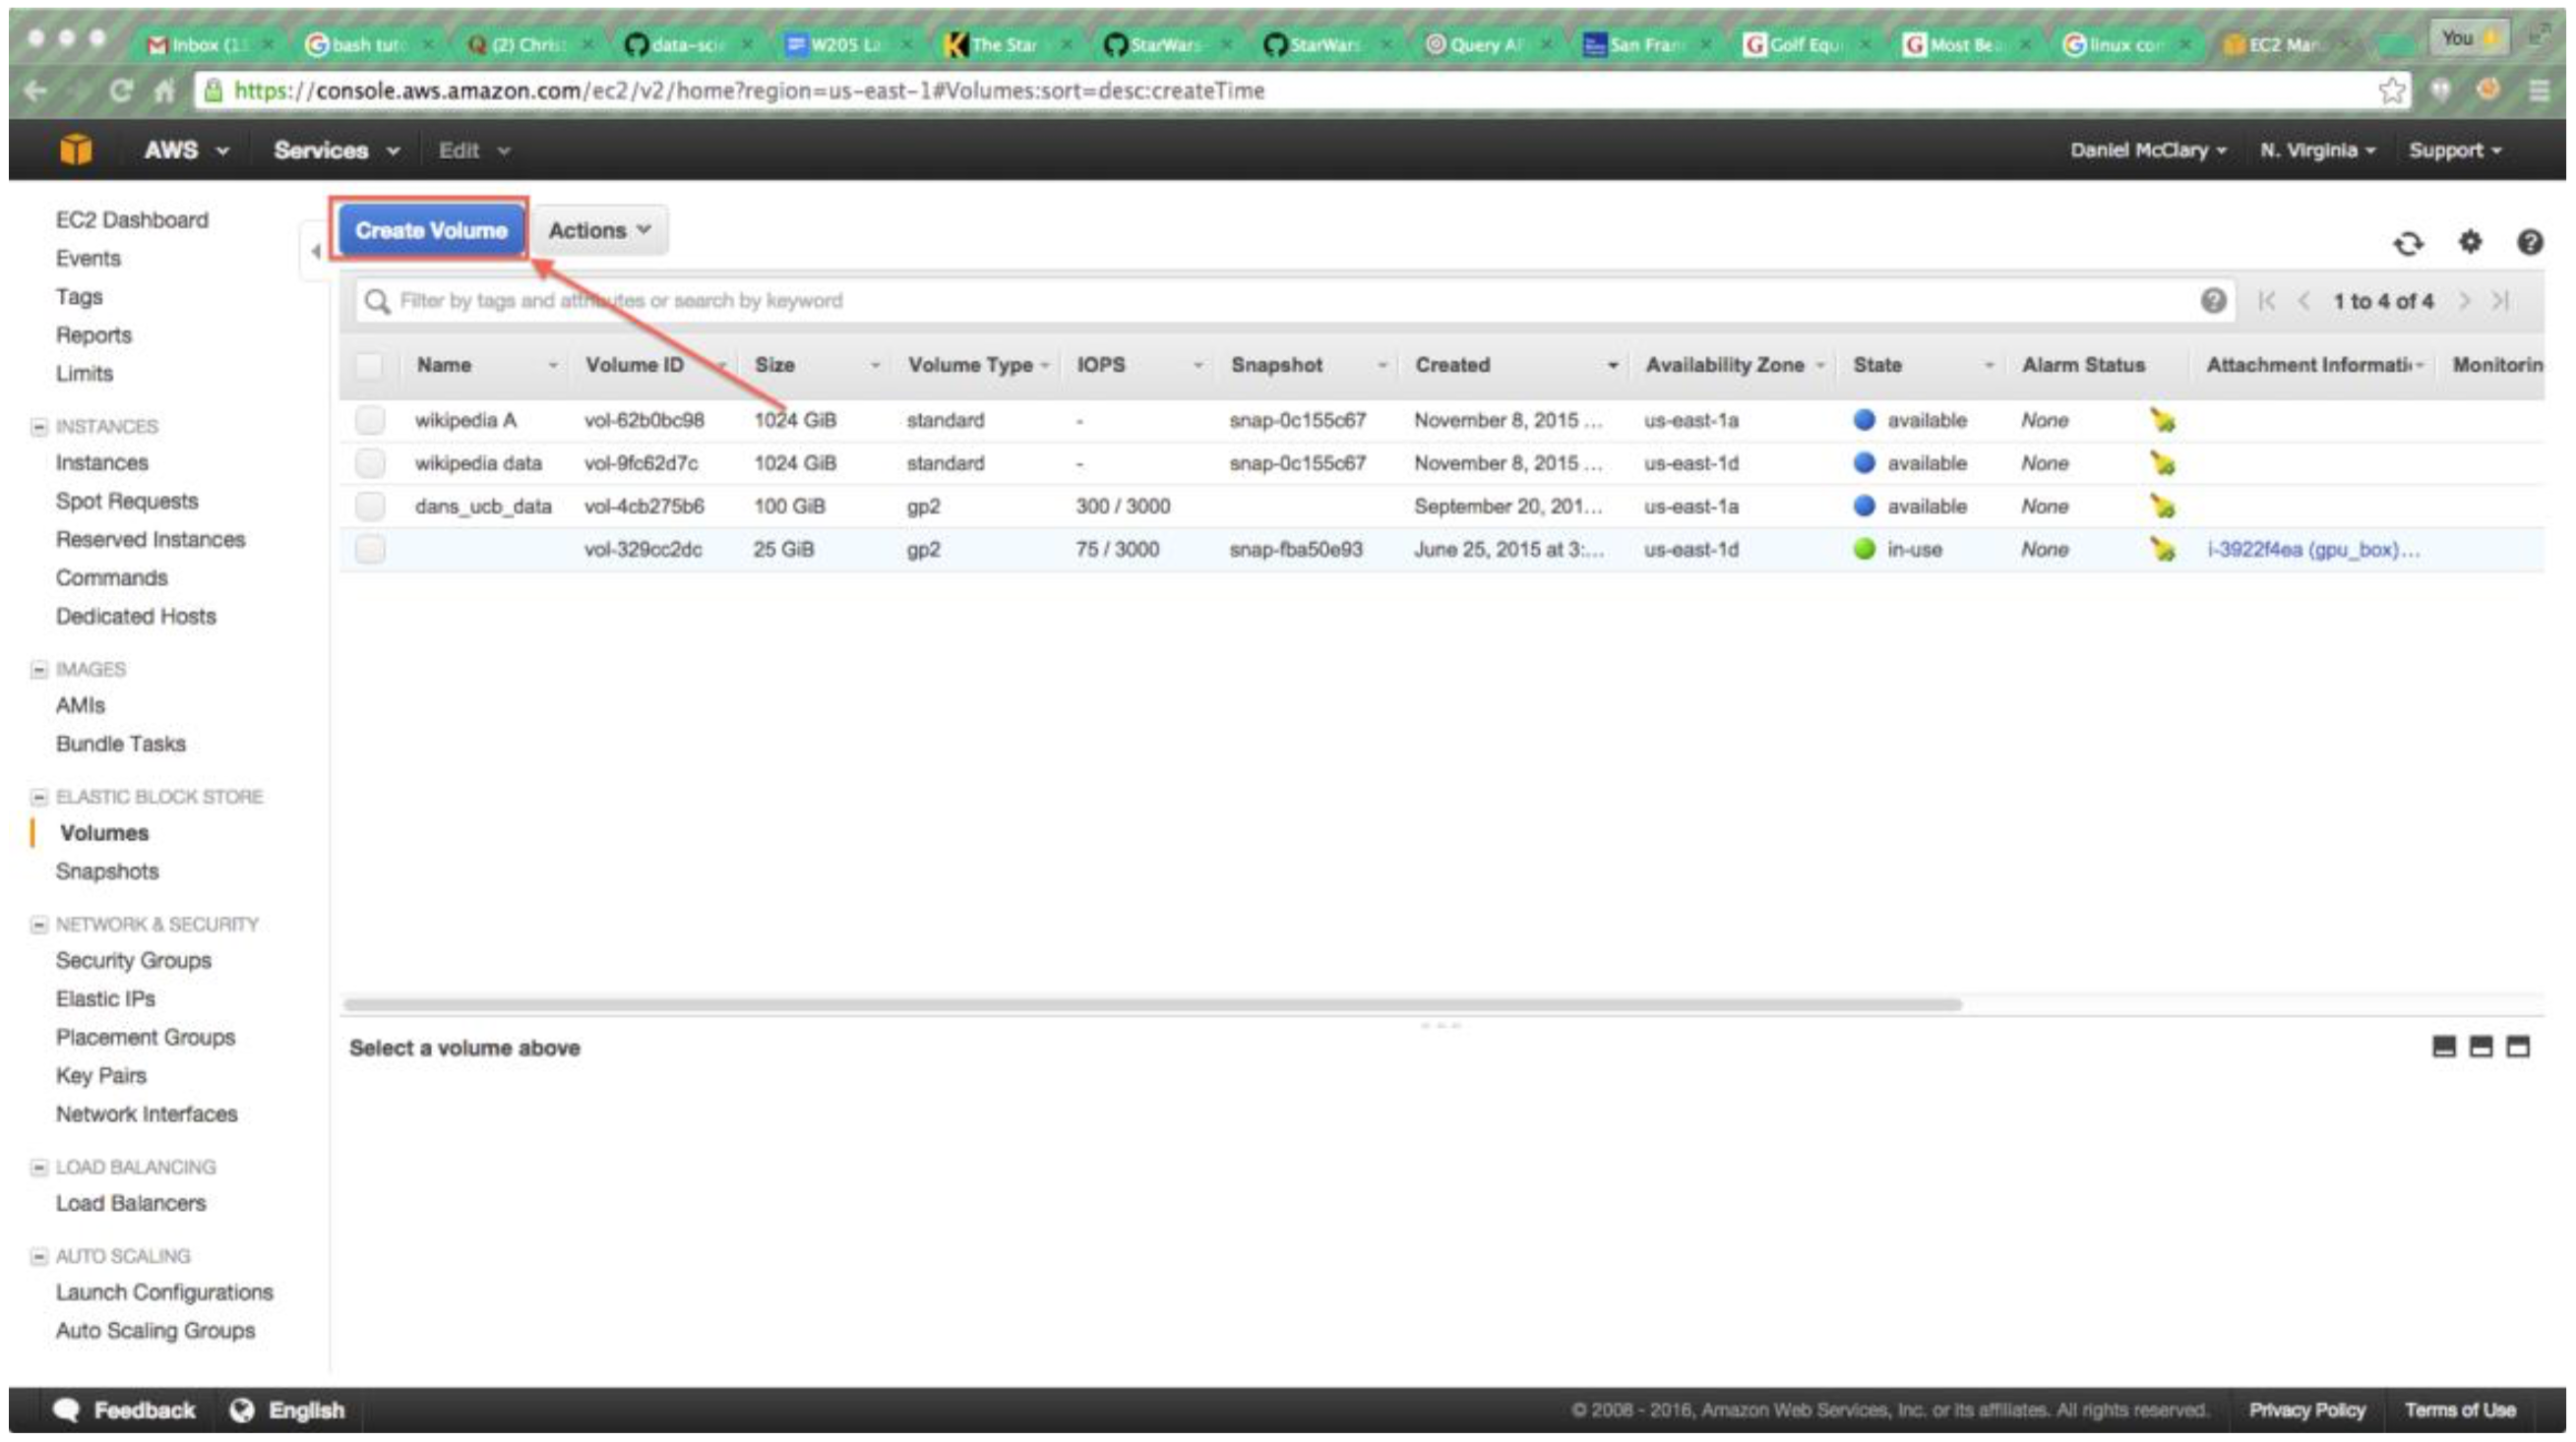 Inbox (1
bash tut
(2) Chris
data-scie
W205 La
The Star
StarWars-
StarWars
Query AP
San Fran
Golf Equi
Most Bea
linux com
EC2 Man
You
https://console.aws.amazon.com/ec2/v2/home?region=us-east-1#Volumes:sort=desc:createTime
AWS Services Edit Daniel McClary N. Virginia Support
EC2 Dashboard
Events
Tags
Reports
Limits
INSTANCES
Instances
Spot Requests
Reserved Instances
Commands
Dedicated Hosts
IMAGES
AMIs
Bundle Tasks
ELASTIC BLOCK STORE
Volumes
Snapshots
NETWORK & SECURITY
Security Groups
Elastic IPs
Placement Groups
Key Pairs
Network Interfaces
LOAD BALANCING
Load Balancers
AUTO SCALING
Launch Configurations
Auto Scaling Groups
Create Volume Actions
Filter by tags and attributes or search by keyword 1 to 4 of 4
Name Volume ID Size Volume Type IOPS Snapshot Created Availability Zone State Alarm Status Attachment Informati Monitorin
wikipedia A vol-62b0bc98 1024 GiB standard - snap-0c155c67 November 8, 2015 ... us-east-1a available None
wikipedia data vol-9fc62d7c 1024 GiB standard - snap-0c155c67 November 8, 2015 ... us-east-1d available None
dans_ucb_data vol-4cb275b6 100 GiB gp2 300 / 3000 September 20, 201... us-east-1a available None
vol-329cc2dc 25 GiB gp2 75 / 3000 snap-fba50e93 June 25, 2015 at 3:... us-east-1d in-use None i-3922f4ea (gpu_box)...
Select a volume above
Feedback English © 2008 - 2016, Amazon Web Services, Inc. or its affiliates. All rights reserved. Privacy Policy Terms of Use